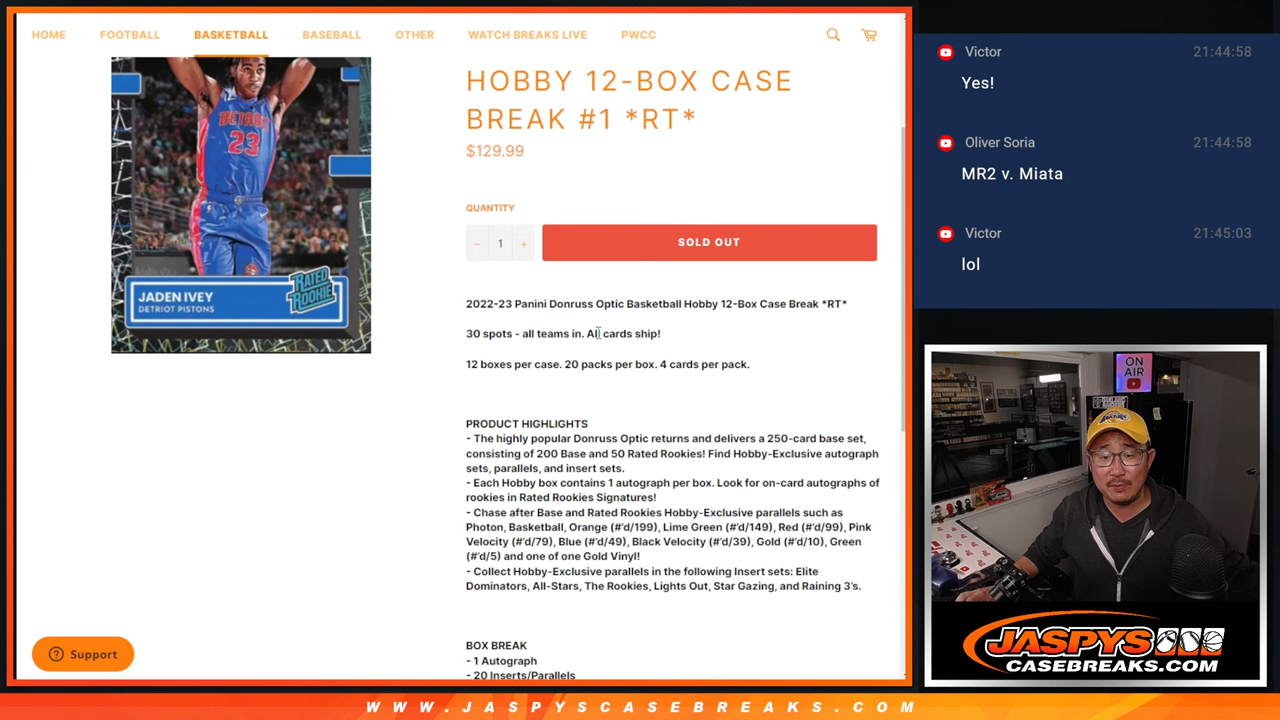 HOME FOOTBALL BASKETBALL BASEBALL OTHER WATCH BREAKS LIVE PWCC
DETROIT
23
RATED
ROOKIE
JADEN IVEY
DETROIT PISTONS
HOBBY 12-BOX CASE
BREAK #1 *RT*
$129.99
QUANTITY
− 1 +
SOLD OUT
2022-23 Panini Donruss Optic Basketball Hobby 12-Box Case Break *RT*
30 spots - all teams in. All cards ship!
12 boxes per case. 20 packs per box. 4 cards per pack.
PRODUCT HIGHLIGHTS
- The highly popular Donruss Optic returns and delivers a 250-card base set,
consisting of 200 Base and 50 Rated Rookies! Find Hobby-Exclusive autograph
sets, parallels, and insert sets.
- Each Hobby box contains 1 autograph per box. Look for on-card autographs of
rookies in Rated Rookies Signatures!
- Chase after Base and Rated Rookies Hobby-Exclusive parallels such as
Photon, Basketball, Orange (#'d/199), Lime Green (#'d/149), Red (#'d/99), Pink
Velocity (#'d/79), Blue (#'d/49), Black Velocity (#'d/39), Gold (#'d/10), Green
(#'d/5) and one of one Gold Vinyl!
- Collect Hobby-Exclusive parallels in the following Insert sets: Elite
Dominators, All-Stars, The Rookies, Lights Out, Star Gazing, and Raining 3's.
BOX BREAK
- 1 Autograph
- 20 Inserts/Parallels
Support
Victor 21:44:58
Yes!
Oliver Soria 21:44:58
MR2 v. Miata
Victor 21:45:03
lol
ON
AIR
JASPYS
CASEBREAKS.COM
WWW.JASPYSCASEBREAKS.COM